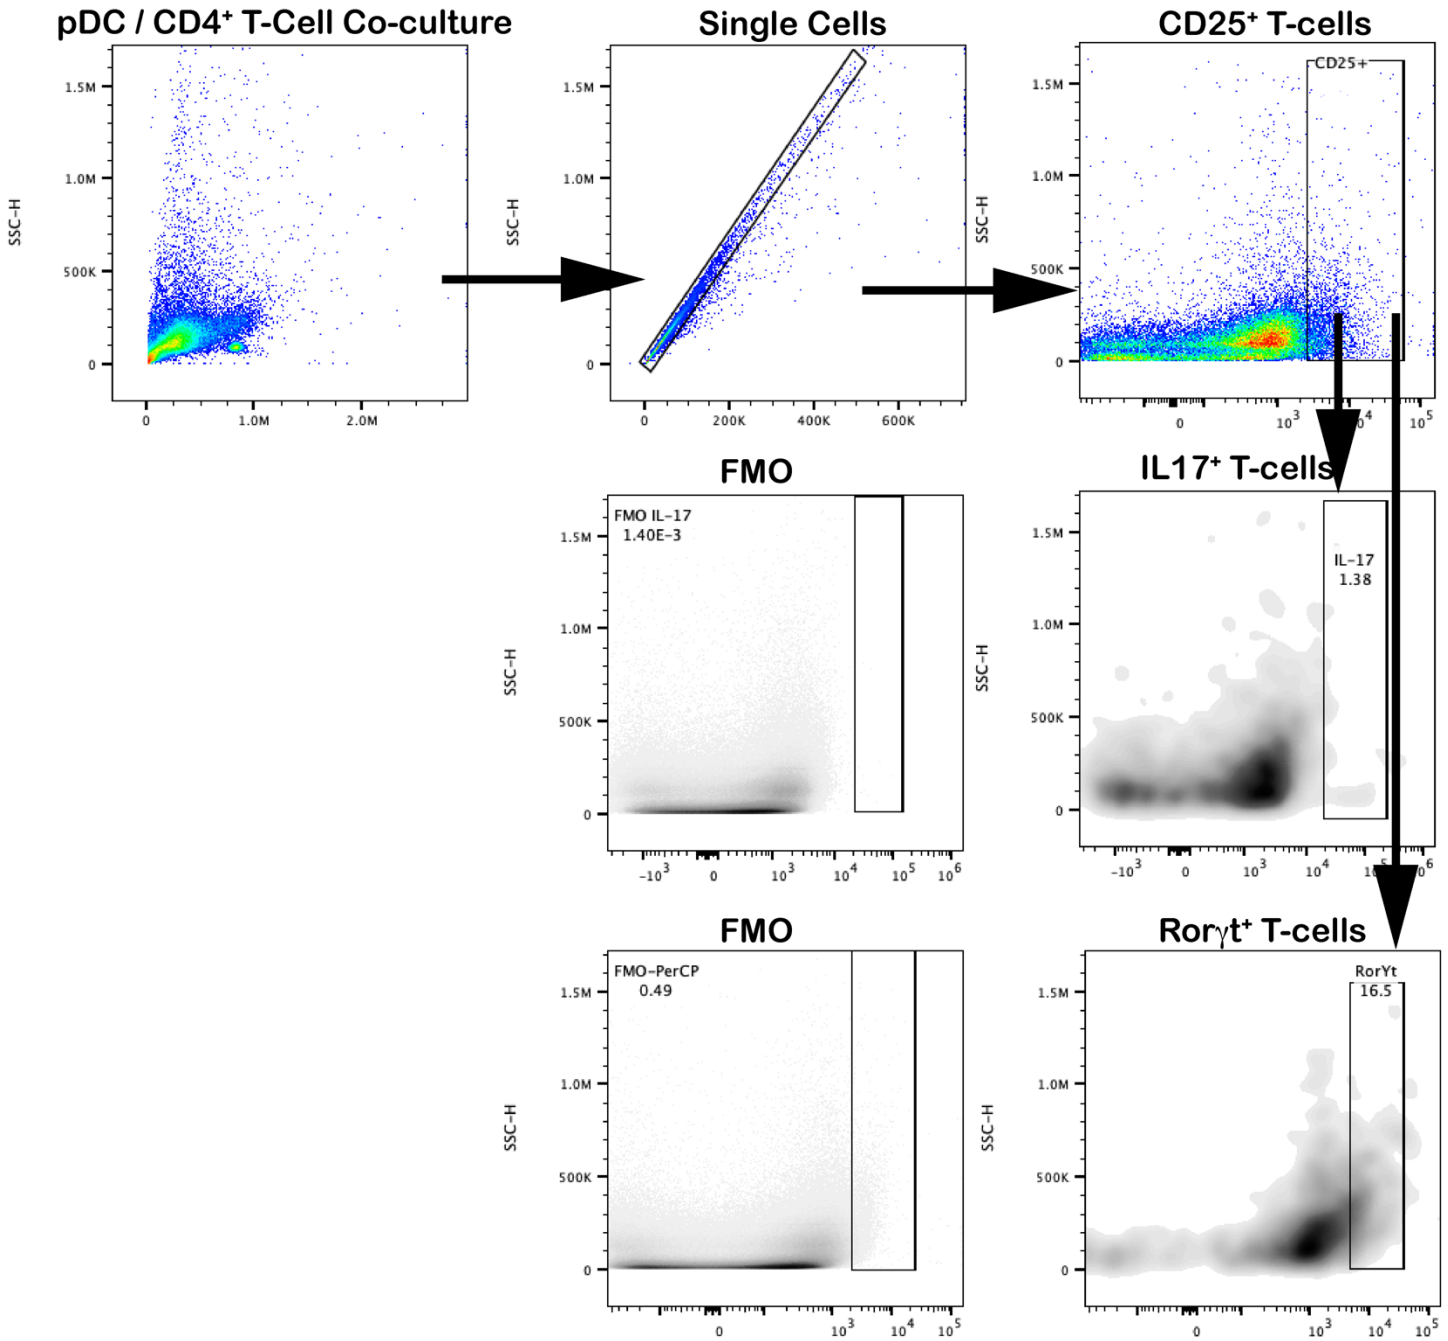 pDC / CD4⁺ T-Cell Co-culture
Single Cells
CD25⁺ T-cells
SSC-H
1.5M
1.0M
500K
0
0
1.0M
2.0M
SSC-H
1.5M
1.0M
500K
0
0
200K
400K
600K
SSC-H
1.5M
1.0M
500K
0
CD25+
0
10³
10⁵
FMO
IL17⁺ T-cells
SSC-H
1.5M
1.0M
500K
0
FMO IL-17
1.40E-3
-10³
0
10³
10⁴
10⁵
10⁶
SSC-H
1.5M
1.0M
500K
0
IL-17
1.38
-10³
0
10³
10⁴
FMO
Rorγt⁺ T-cells
SSC-H
1.5M
1.0M
500K
0
FMO-PerCP
0.49
0
10³
10⁴
10⁵
SSC-H
1.5M
1.0M
500K
0
RorYt
16.5
0
10³
10⁴
10⁵